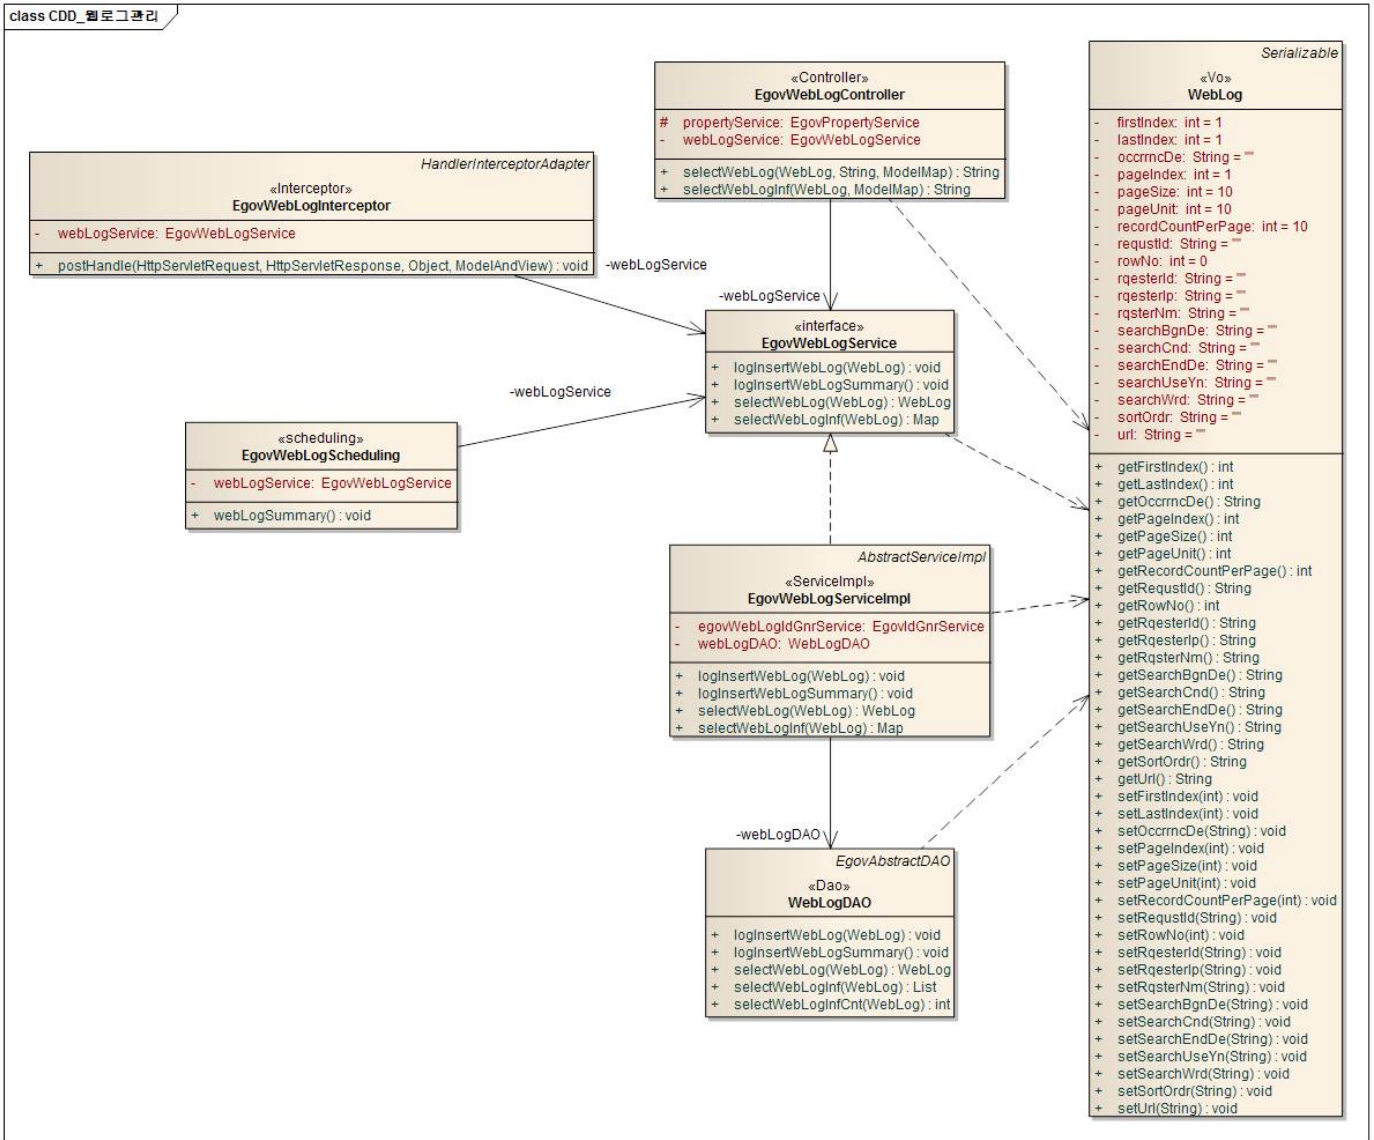 class CDD_웹로그관리
«Controller»
EgovWebLogController
# propertyService: EgovPropertyService
- webLogService: EgovWebLogService
+ selectWebLog(WebLog, String, ModelMap) : String
+ selectWebLogInf(WebLog, ModelMap) : String
HandlerInterceptorAdapter
«Interceptor»
EgovWebLogInterceptor
- webLogService: EgovWebLogService
+ postHandle(HttpServletRequest, HttpServletResponse, Object, ModelAndView) : void
-webLogService
-webLogService
«interface»
EgovWebLogService
+ logInsertWebLog(WebLog) : void
+ logInsertWebLogSummary() : void
+ selectWebLog(WebLog) : WebLog
+ selectWebLogInf(WebLog) : Map
-webLogService
«scheduling»
EgovWebLogScheduling
- webLogService: EgovWebLogService
+ webLogSummary() : void
AbstractServiceImpl
«ServiceImpl»
EgovWebLogServiceImpl
- egovWebLogIdGnrService: EgovIdGnrService
- webLogDAO: WebLogDAO
+ logInsertWebLog(WebLog) : void
+ logInsertWebLogSummary() : void
+ selectWebLog(WebLog) : WebLog
+ selectWebLogInf(WebLog) : Map
-webLogDAO
EgovAbstractDAO
«Dao»
WebLogDAO
+ logInsertWebLog(WebLog) : void
+ logInsertWebLogSummary() : void
+ selectWebLog(WebLog) : WebLog
+ selectWebLogInf(WebLog) : List
+ selectWebLogInfCnt(WebLog) : int
Serializable
«Vo»
WebLog
- firstIndex: int = 1
- lastIndex: int = 1
- occrrncDe: String = ""
- pageIndex: int = 1
- pageSize: int = 10
- pageUnit: int = 10
- recordCountPerPage: int = 10
- requstId: String = ""
- rowNo: int = 0
- rqesterId: String = ""
- rqesterIp: String = ""
- rqsterNm: String = ""
- searchBgnDe: String = ""
- searchCnd: String = ""
- searchEndDe: String = ""
- searchUseYn: String = ""
- searchWrd: String = ""
- sortOrdr: String = ""
- url: String = ""
+ getFirstIndex() : int
+ getLastIndex() : int
+ getOccrrncDe() : String
+ getPageIndex() : int
+ getPageSize() : int
+ getPageUnit() : int
+ getRecordCountPerPage() : int
+ getRequstId() : String
+ getRowNo() : int
+ getRqesterId() : String
+ getRqesterIp() : String
+ getRqsterNm() : String
+ getSearchBgnDe() : String
+ getSearchCnd() : String
+ getSearchEndDe() : String
+ getSearchUseYn() : String
+ getSearchWrd() : String
+ getSortOrdr() : String
+ getUrl() : String
+ setFirstIndex(int) : void
+ setLastIndex(int) : void
+ setOccrrncDe(String) : void
+ setPageIndex(int) : void
+ setPageSize(int) : void
+ setPageUnit(int) : void
+ setRecordCountPerPage(int) : void
+ setRequstId(String) : void
+ setRowNo(int) : void
+ setRqesterId(String) : void
+ setRqesterIp(String) : void
+ setRqsterNm(String) : void
+ setSearchBgnDe(String) : void
+ setSearchCnd(String) : void
+ setSearchEndDe(String) : void
+ setSearchUseYn(String) : void
+ setSearchWrd(String) : void
+ setSortOrdr(String) : void
+ setUrl(String) : void